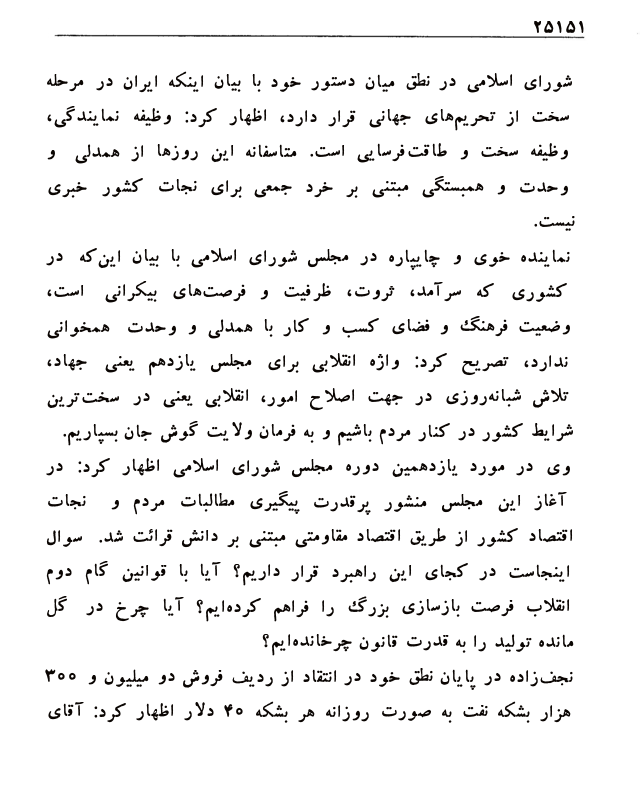 ۲۵۱۵۱
شورای اسلامی در نطق میان دستور خود با بیان اینکه ایران در مرحله
سخت از تحریم‌های جهانی قرار دارد، اظهار کرد: وظیفه نمایندگی،
وظیفه سخت و طاقت‌فرسایی است. متاسفانه این روزها از همدلی و
وحدت و همبستگی مبتنی بر خرد جمعی برای نجات کشور خبری
نیست.
نماینده خوی و چایپاره در مجلس شورای اسلامی با بیان این‌که در
کشوری که سرآمد، ثروت، ظرفیت و فرصت‌های بیکرانی است،
وضعیت فرهنگ و فضای کسب و کار با همدلی و وحدت همخوانی
ندارد، تصریح کرد: واژه انقلابی برای مجلس یازدهم یعنی جهاد،
تلاش شبانه‌روزی در جهت اصلاح امور، انقلابی یعنی در سخت‌ترین
شرایط کشور در کنار مردم باشیم و به فرمان ولایت گوش جان بسپاریم.
وی در مورد یازدهمین دوره مجلس شورای اسلامی اظهار کرد: در
آغاز این مجلس منشور پرقدرت پیگیری مطالبات مردم و نجات
اقتصاد کشور از طریق اقتصاد مقاومتی مبتنی بر دانش قرائت شد. سوال
اینجاست در کجای این راهبرد قرار داریم؟ آیا با قوانین گام دوم
انقلاب فرصت بازسازی بزرگ را فراهم کرده‌ایم؟ آیا چرخ در گل
مانده تولید را به قدرت قانون چرخانده‌ایم؟
نجف‌زاده در پایان نطق خود در انتقاد از ردیف فروش دو میلیون و ۳۰۰
هزار بشکه نفت به صورت روزانه هر بشکه ۴۰ دلار اظهار کرد: آقای